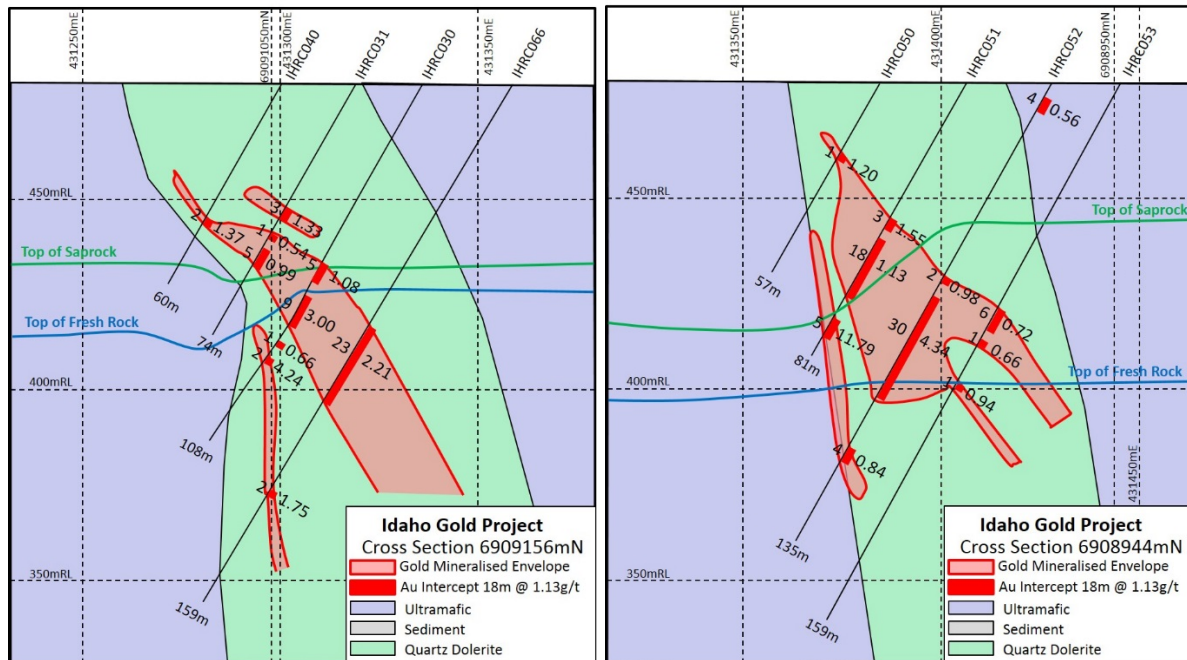 431250mE
6909105mN
431300mE
IHRC040
IHRC031
IHRC030
431350mE
IHRC066
450mRL
3 1.33
2 1.37
1 0.54
5 0.99
5 1.08
Top of Saprock
60m
9 3.00
Top of Fresh Rock
74m
1 0.66
2 4.24
23 2.21
400mRL
108m
2 1.75
350mRL
159m
Idaho Gold Project
Cross Section 6909156mN
Gold Mineralised Envelope
Au Intercept 18m @ 1.13g/t
Ultramafic
Sediment
Quartz Dolerite
431350mE
IHRC050
431400mE
IHRC051
IHRC052
6908950mN
IHRC053
4 0.56
1 1.20
450mRL
3 1.55
Top of Saprock
18 1.13
57m
2 0.98
6 0.72
5 11.79
30 4.34
1 0.66
81m
Top of Fresh Rock
400mRL
1 0.94
4 0.84
431450mE
135m
350mRL
159m
Idaho Gold Project
Cross Section 6908944mN
Gold Mineralised Envelope
Au Intercept 18m @ 1.13g/t
Ultramafic
Sediment
Quartz Dolerite